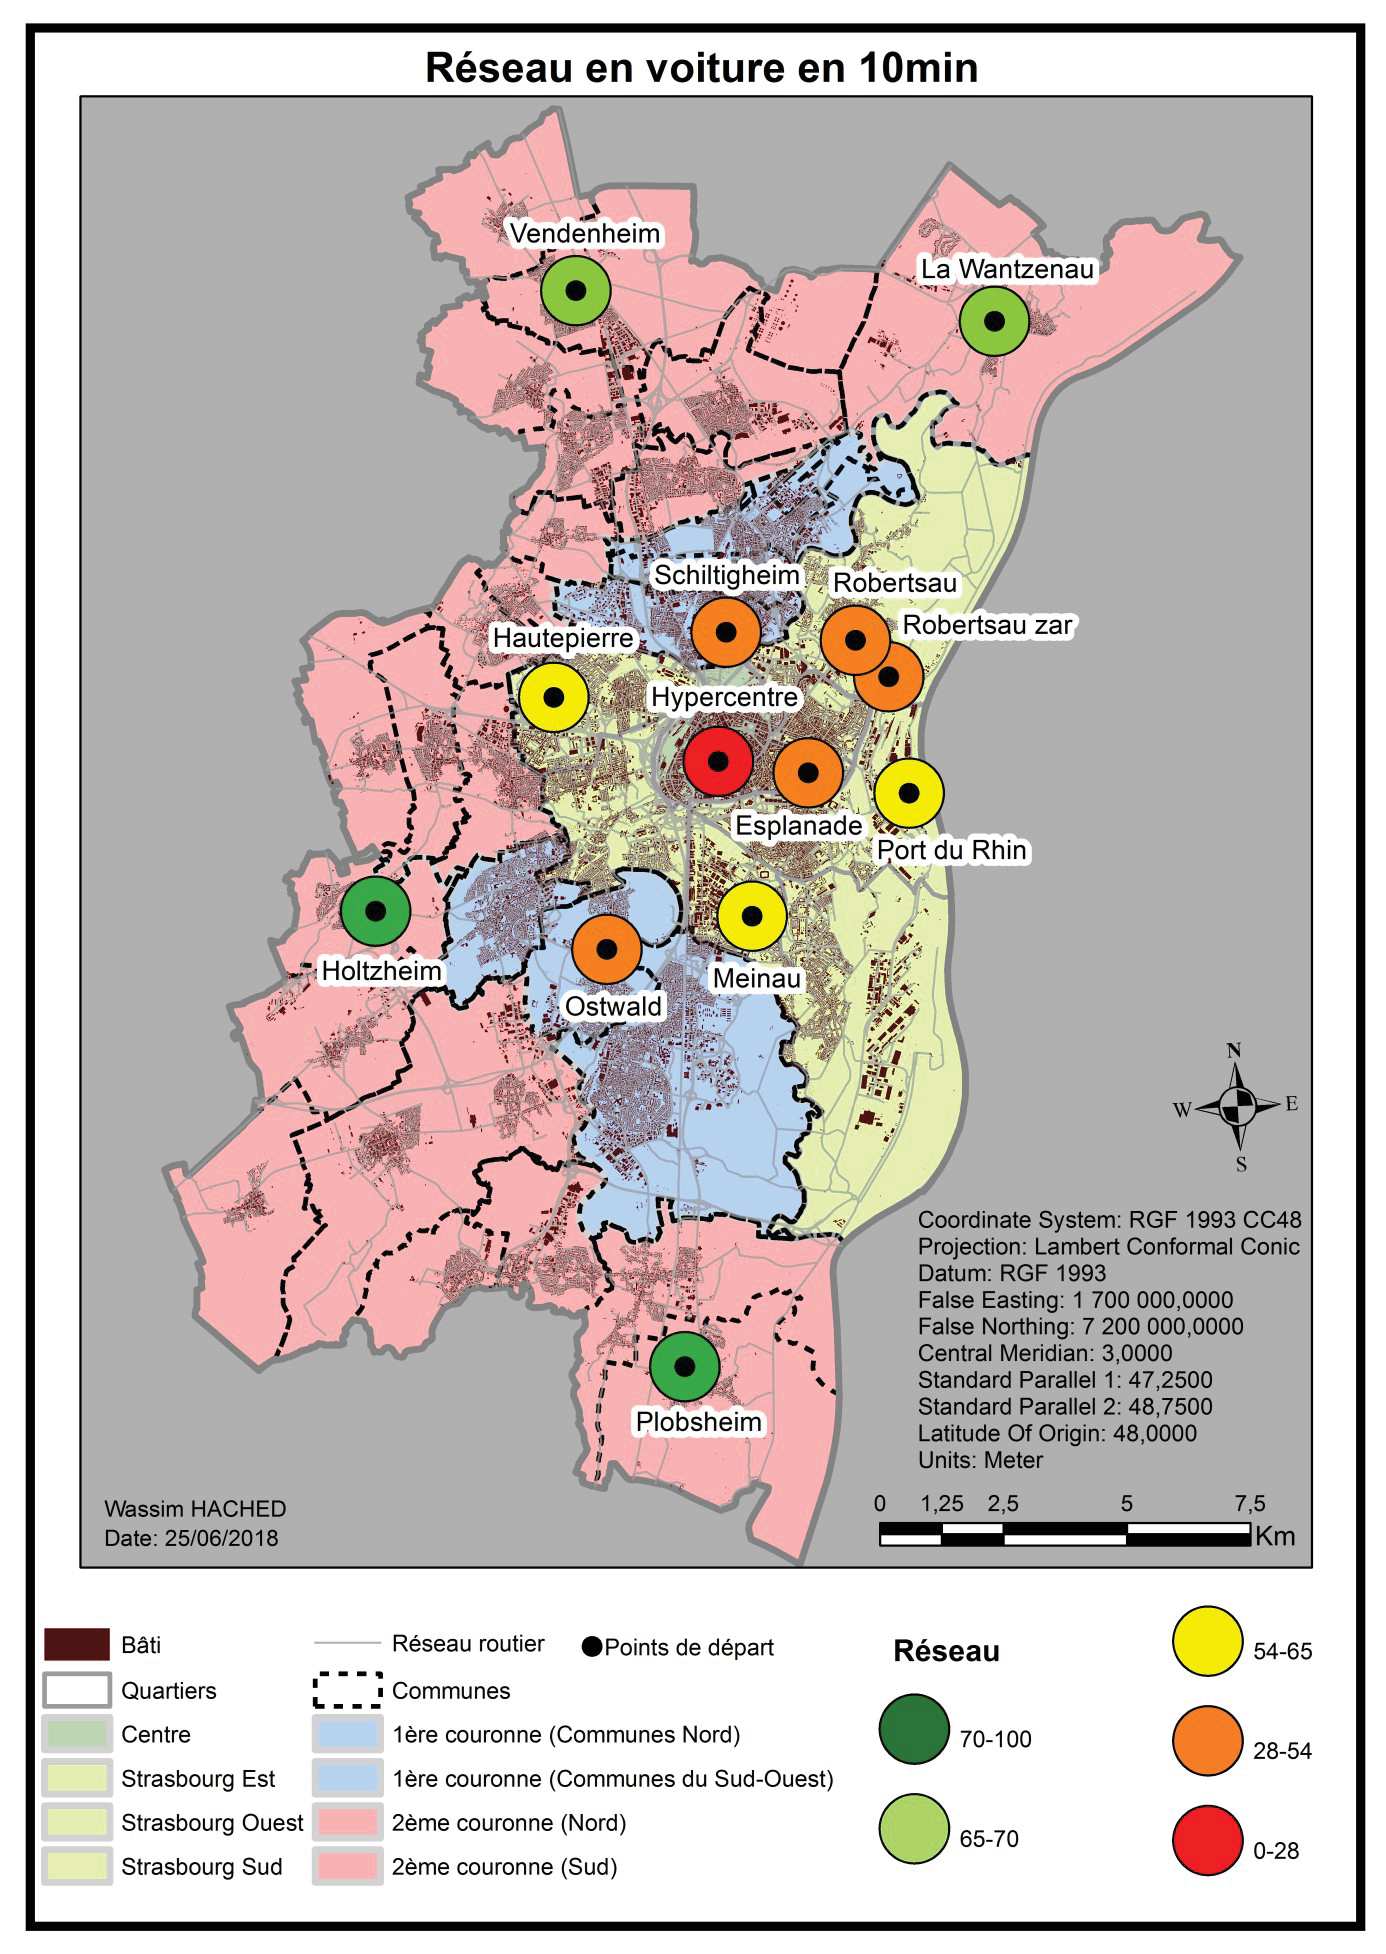 Réseau en voiture en 10min
Vendenheim
La Wantzenau
Schiltigheim
Robertsau
Robertsau zar
Hautepierre
Hypercentre
Esplanade
Port du Rhin
Holtzheim
Meinau
Ostwald
Plobsheim
N
W E
S
Coordinate System: RGF 1993 CC48
Projection: Lambert Conformal Conic
Datum: RGF 1993
False Easting: 1 700 000,0000
False Northing: 7 200 000,0000
Central Meridian: 3,0000
Standard Parallel 1: 47,2500
Standard Parallel 2: 48,7500
Latitude Of Origin: 48,0000
Units: Meter
0 1,25 2,5 5 7,5
Km
Wassim HACHED
Date: 25/06/2018
Bâti
Quartiers
Centre
Strasbourg Est
Strasbourg Ouest
Strasbourg Sud
Réseau routier
Communes
1ère couronne (Communes Nord)
1ère couronne (Communes du Sud-Ouest)
2ème couronne (Nord)
2ème couronne (Sud)
Points de départ
Réseau
70-100
65-70
54-65
28-54
0-28